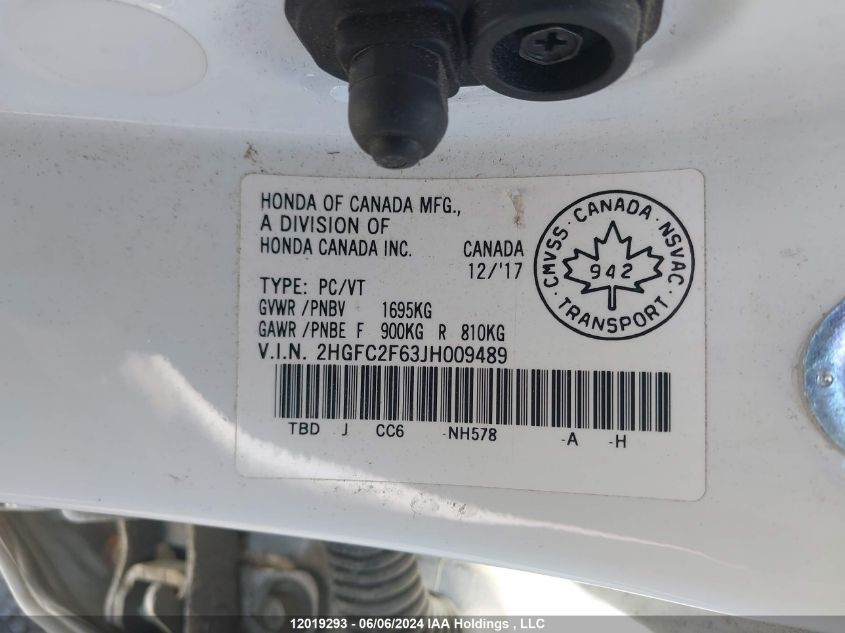 HONDA OF CANADA MFG.,
A DIVISION OF
HONDA CANADA INC. CANADA
12/'17
TYPE: PC/VT
GVWR /PNBV 1695KG
GAWR /PNBE F 900KG R 810KG
V.I.N. 2HGFC2F63JH009489
TBD J CC6 -NH578 -A -H
CMVSS · CANADA · NSVAC
942
· TRANSPORT ·
12019293 - 06/06/2024 IAA Holdings , LLC